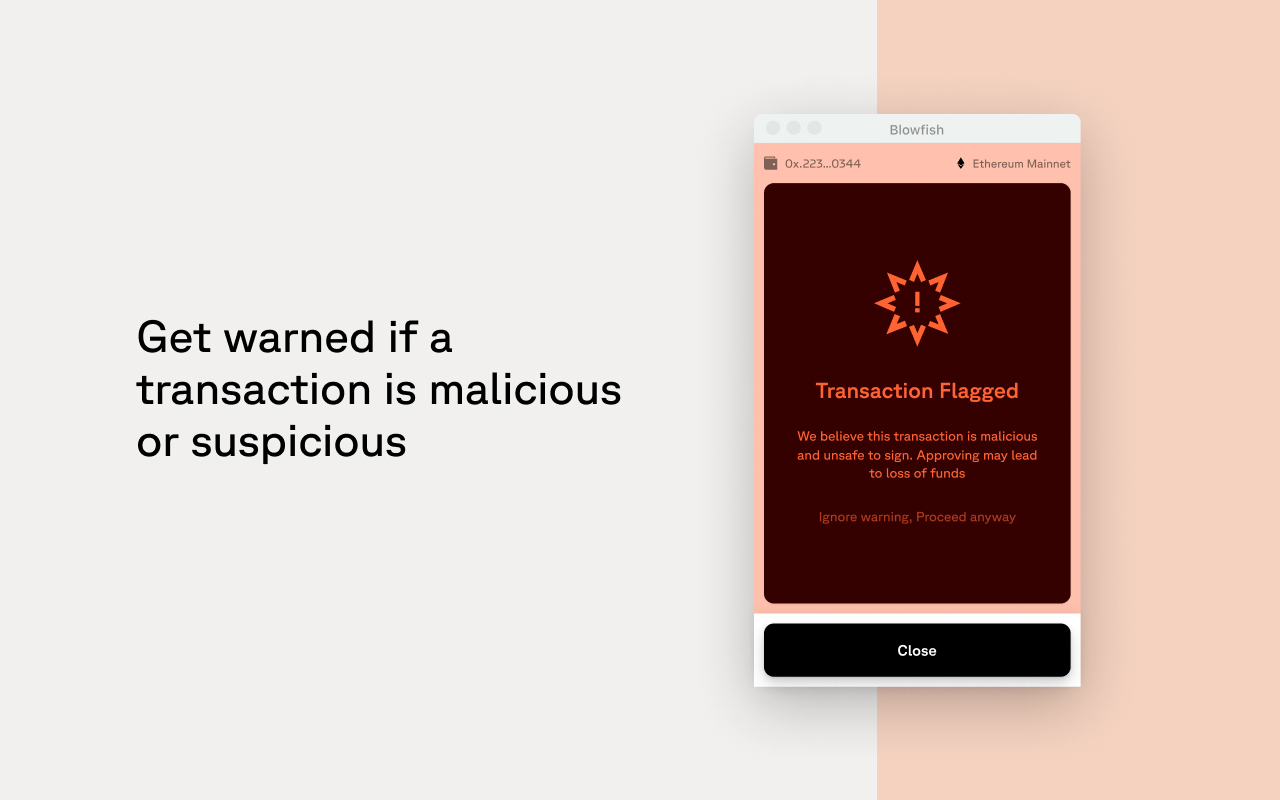 Get warned if a
transaction is malicious
or suspicious
Blowfish
0x.223...0344
Ethereum Mainnet
!
Transaction Flagged
We believe this transaction is malicious
and unsafe to sign. Approving may lead
to loss of funds
Ignore warning, Proceed anyway
Close